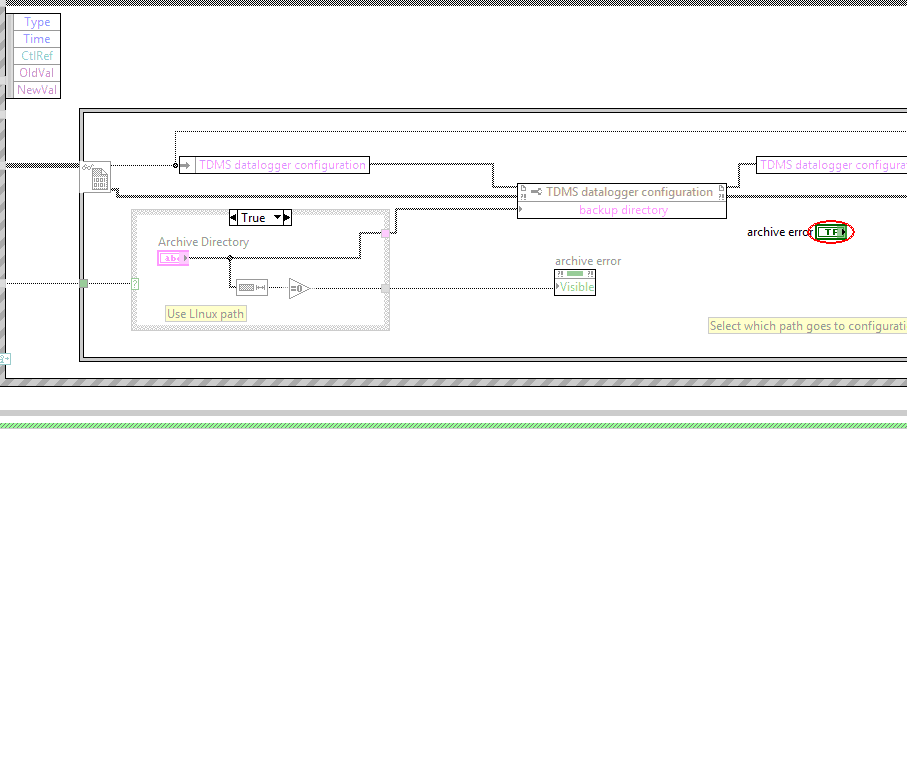 Type
Time
CtlRef
OldVal
NewVal
TDMS datalogger configuration
TDMS datalogger configura
TDMS datalogger configuration
backup directory
True
archive error
TF
Archive Directory
abc
archive error
?!
?!
Visible
=0
?
Use LInux path
Select which path goes to configurati